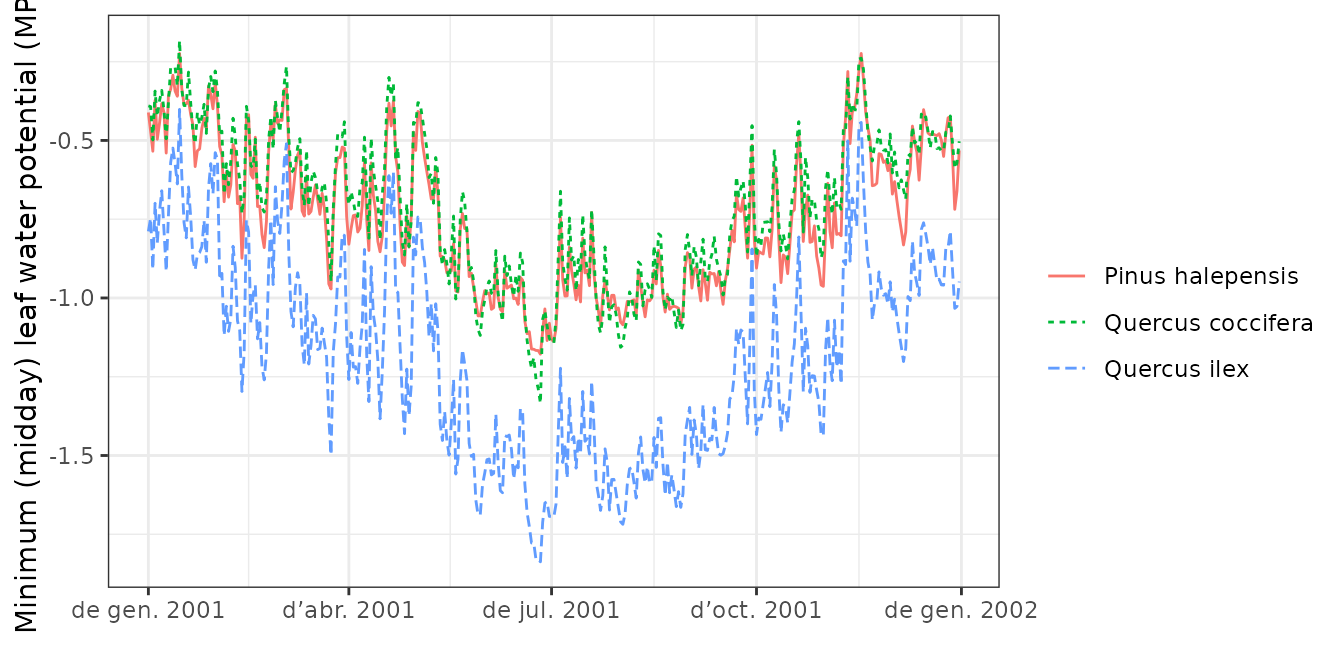 Minimum (midday) leaf water potential (MP
-0.5
-1.0
-1.5
de gen. 2001
d’abr. 2001
de jul. 2001
d’oct. 2001
de gen. 2002
Pinus halepensis
Quercus coccifera
Quercus ilex